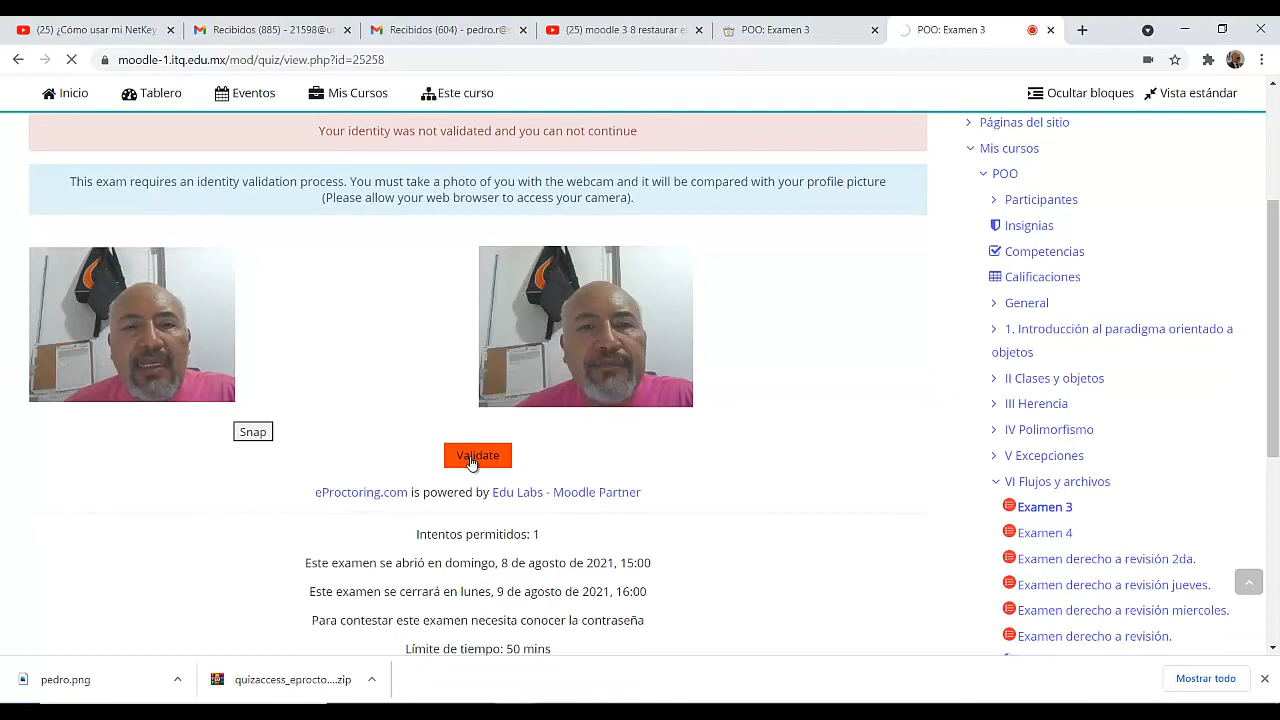 (25) ¿Cómo usar mi NetKey
Recibidos (885) - 21598@ut
Recibidos (604) - pedro.r@
(25) moodle 3 8 restaurar el
POO: Examen 3
POO: Examen 3
moodle-1.itq.edu.mx/mod/quiz/view.php?id=25258
Inicio
Tablero
Eventos
Mis Cursos
Este curso
Ocultar bloques
Vista estándar
Your identity was not validated and you can not continue
This exam requires an identity validation process. You must take a photo of you with the webcam and it will be compared with your profile picture
(Please allow your web browser to access your camera).
Snap
Validate
eProctoring.com is powered by Edu Labs - Moodle Partner
Intentos permitidos: 1
Este examen se abrió en domingo, 8 de agosto de 2021, 15:00
Este examen se cerrará en lunes, 9 de agosto de 2021, 16:00
Para contestar este examen necesita conocer la contraseña
Límite de tiempo: 50 mins
Páginas del sitio
Mis cursos
POO
Participantes
Insignias
Competencias
Calificaciones
General
1. Introducción al paradigma orientado a
objetos
II Clases y objetos
III Herencia
IV Polimorfismo
V Excepciones
VI Flujos y archivos
Examen 3
Examen 4
Examen derecho a revisión 2da.
Examen derecho a revisión jueves.
Examen derecho a revisión miercoles.
Examen derecho a revisión.
pedro.png
quizaccess_eprocto....zip
Mostrar todo